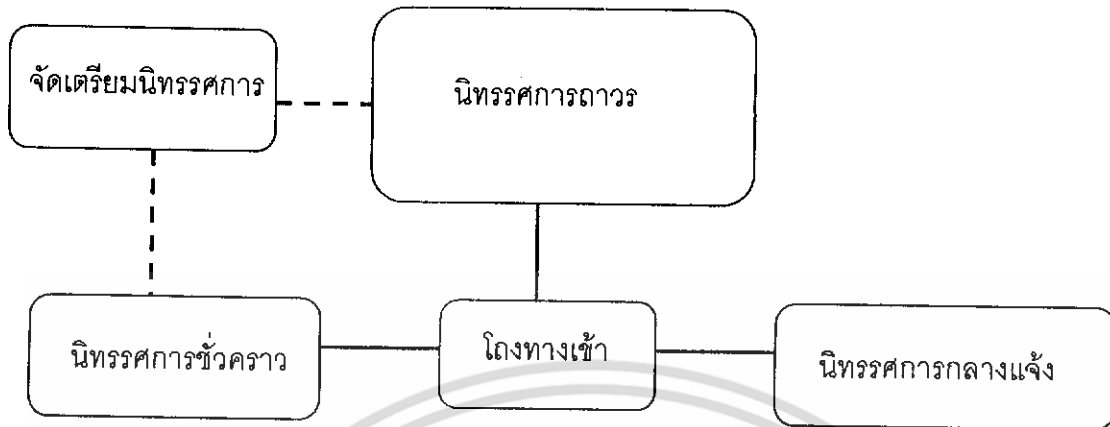 จัดเตรียมนิทรรศการ
นิทรรศการถาวร
นิทรรศการชั่วคราว
โถงทางเข้า
นิทรรศการกลางแจ้ง